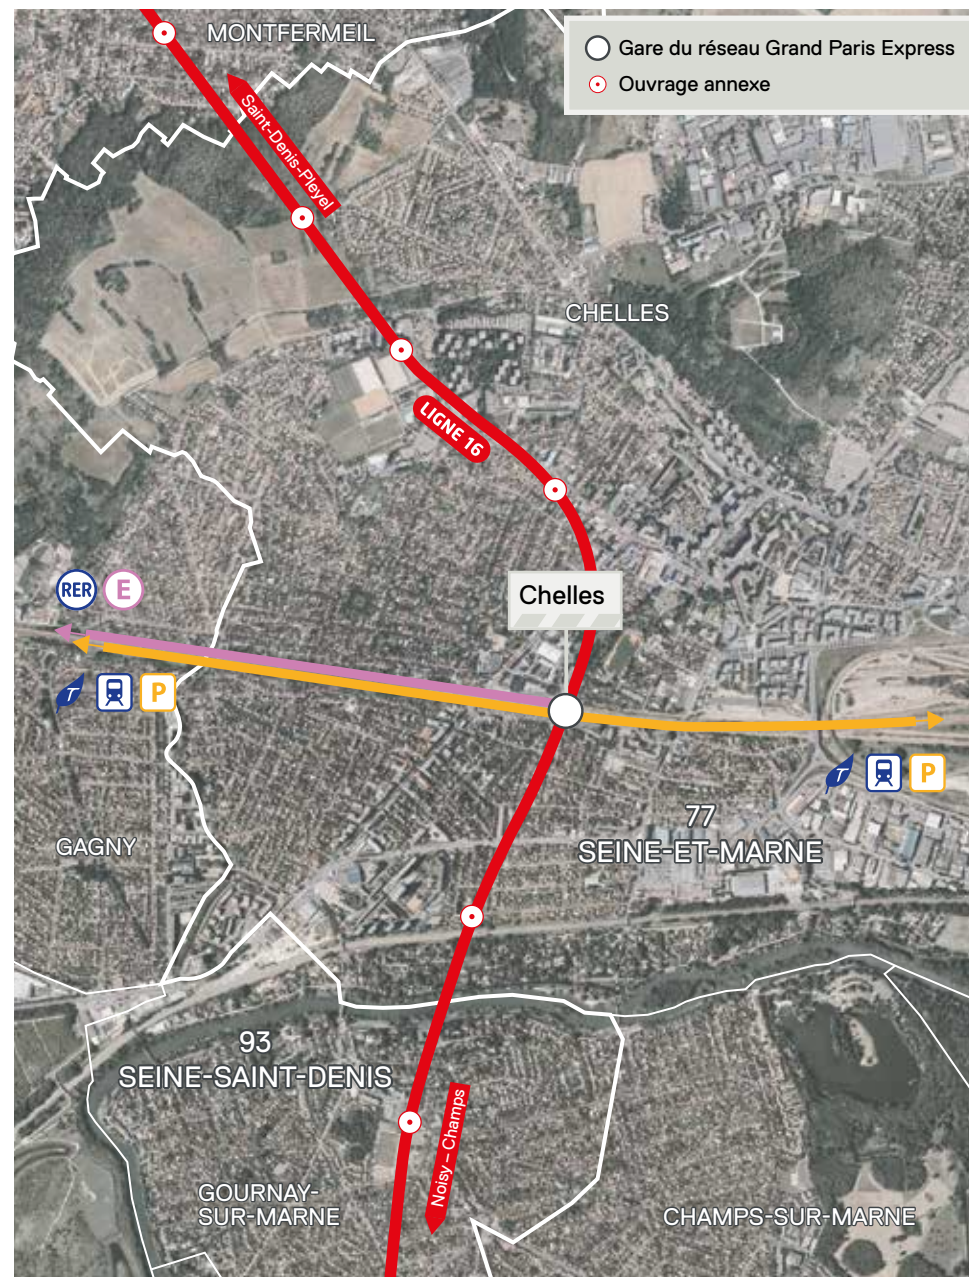 MONTFERMEIL
Gare du réseau Grand Paris Express
Ouvrage annexe
Saint-Denis-Pleyel
CHELLES
LIGNE 16
RER E
Chelles
T P
T P
GAGNY
77
SEINE-ET-MARNE
93
SEINE-SAINT-DENIS
Noisy – Champs
GOURNAY-
SUR-MARNE
CHAMPS-SUR-MARNE